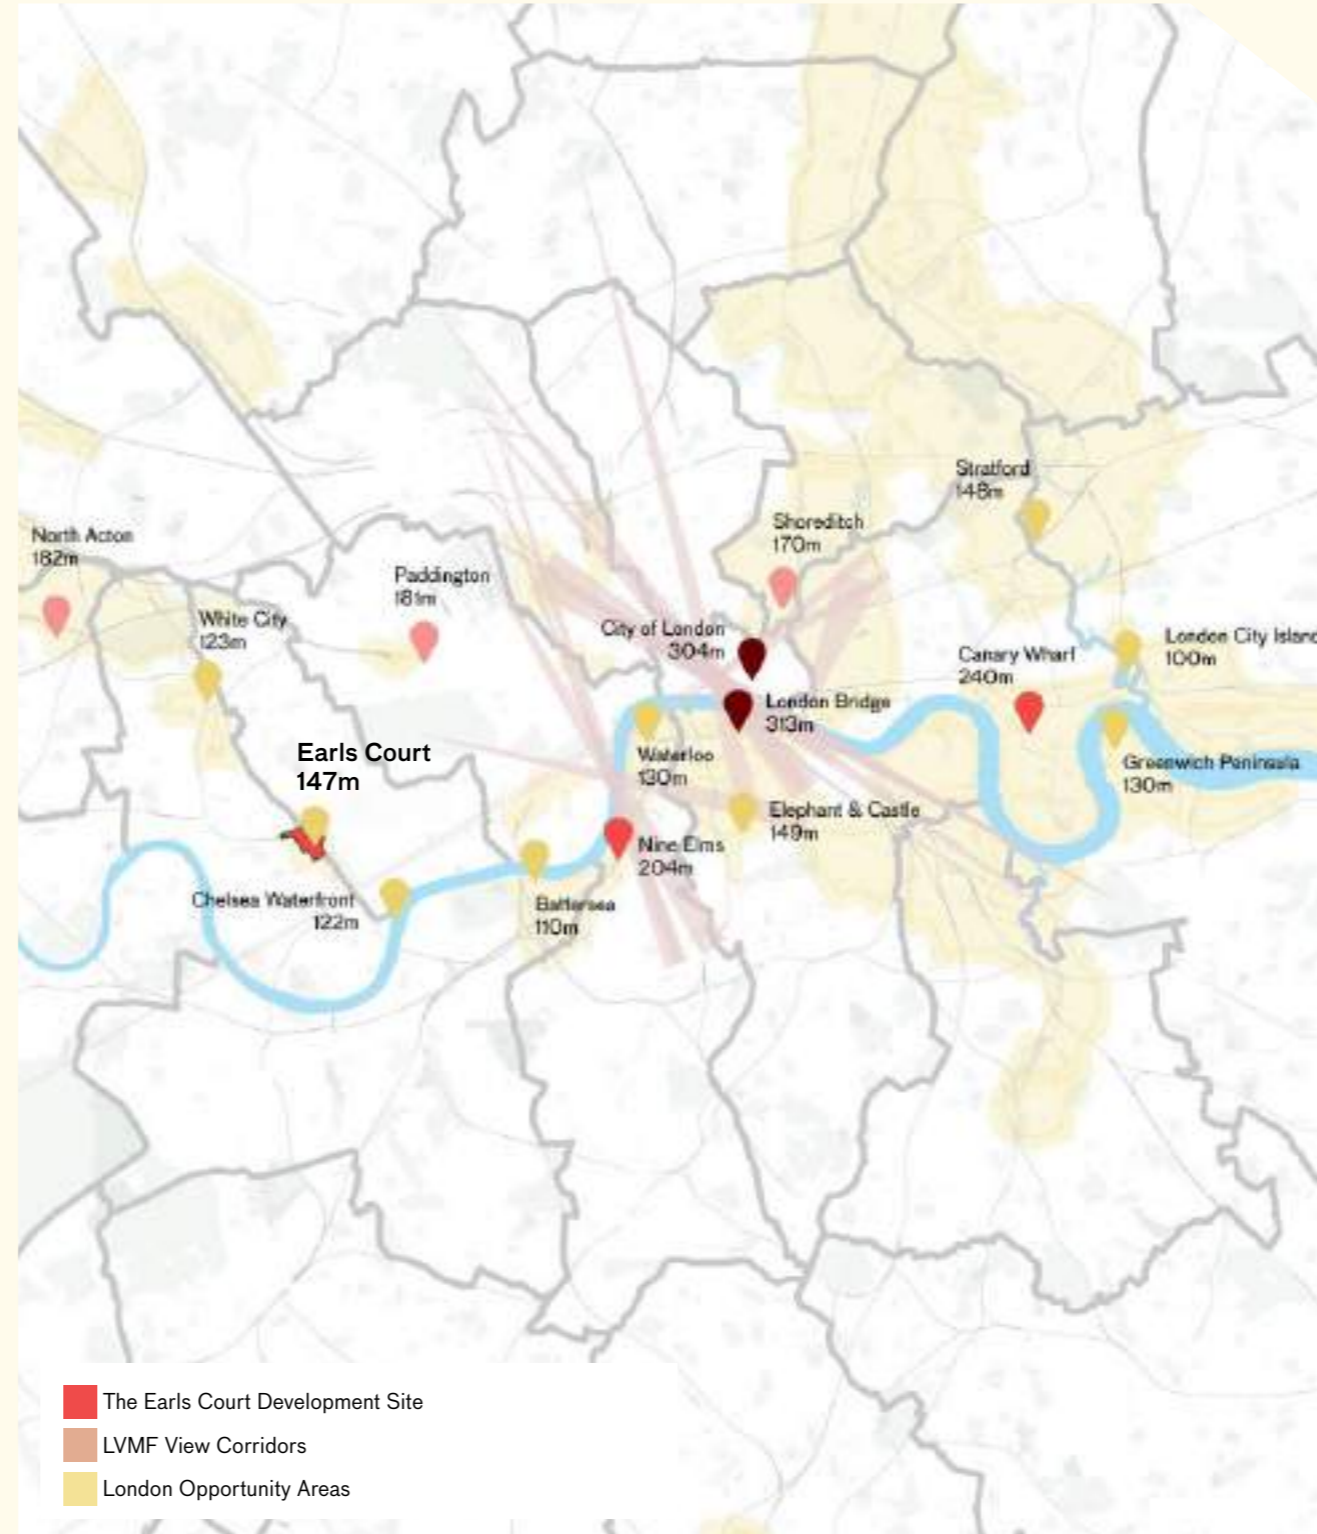 Stratford
148m
Shoreditch
170m
North Acton
182m
Paddington
181m
White City
123m
City of London
304m
London City Island
100m
Canary Wharf
240m
London Bridge
313m
Earls Court
147m
Waterloo
130m
Greenwich Peninsula
130m
Elephant & Castle
149m
Nine Elms
204m
Chelsea Waterfront
122m
Battersea
110m
The Earls Court Development Site
LVMF View Corridors
London Opportunity Areas